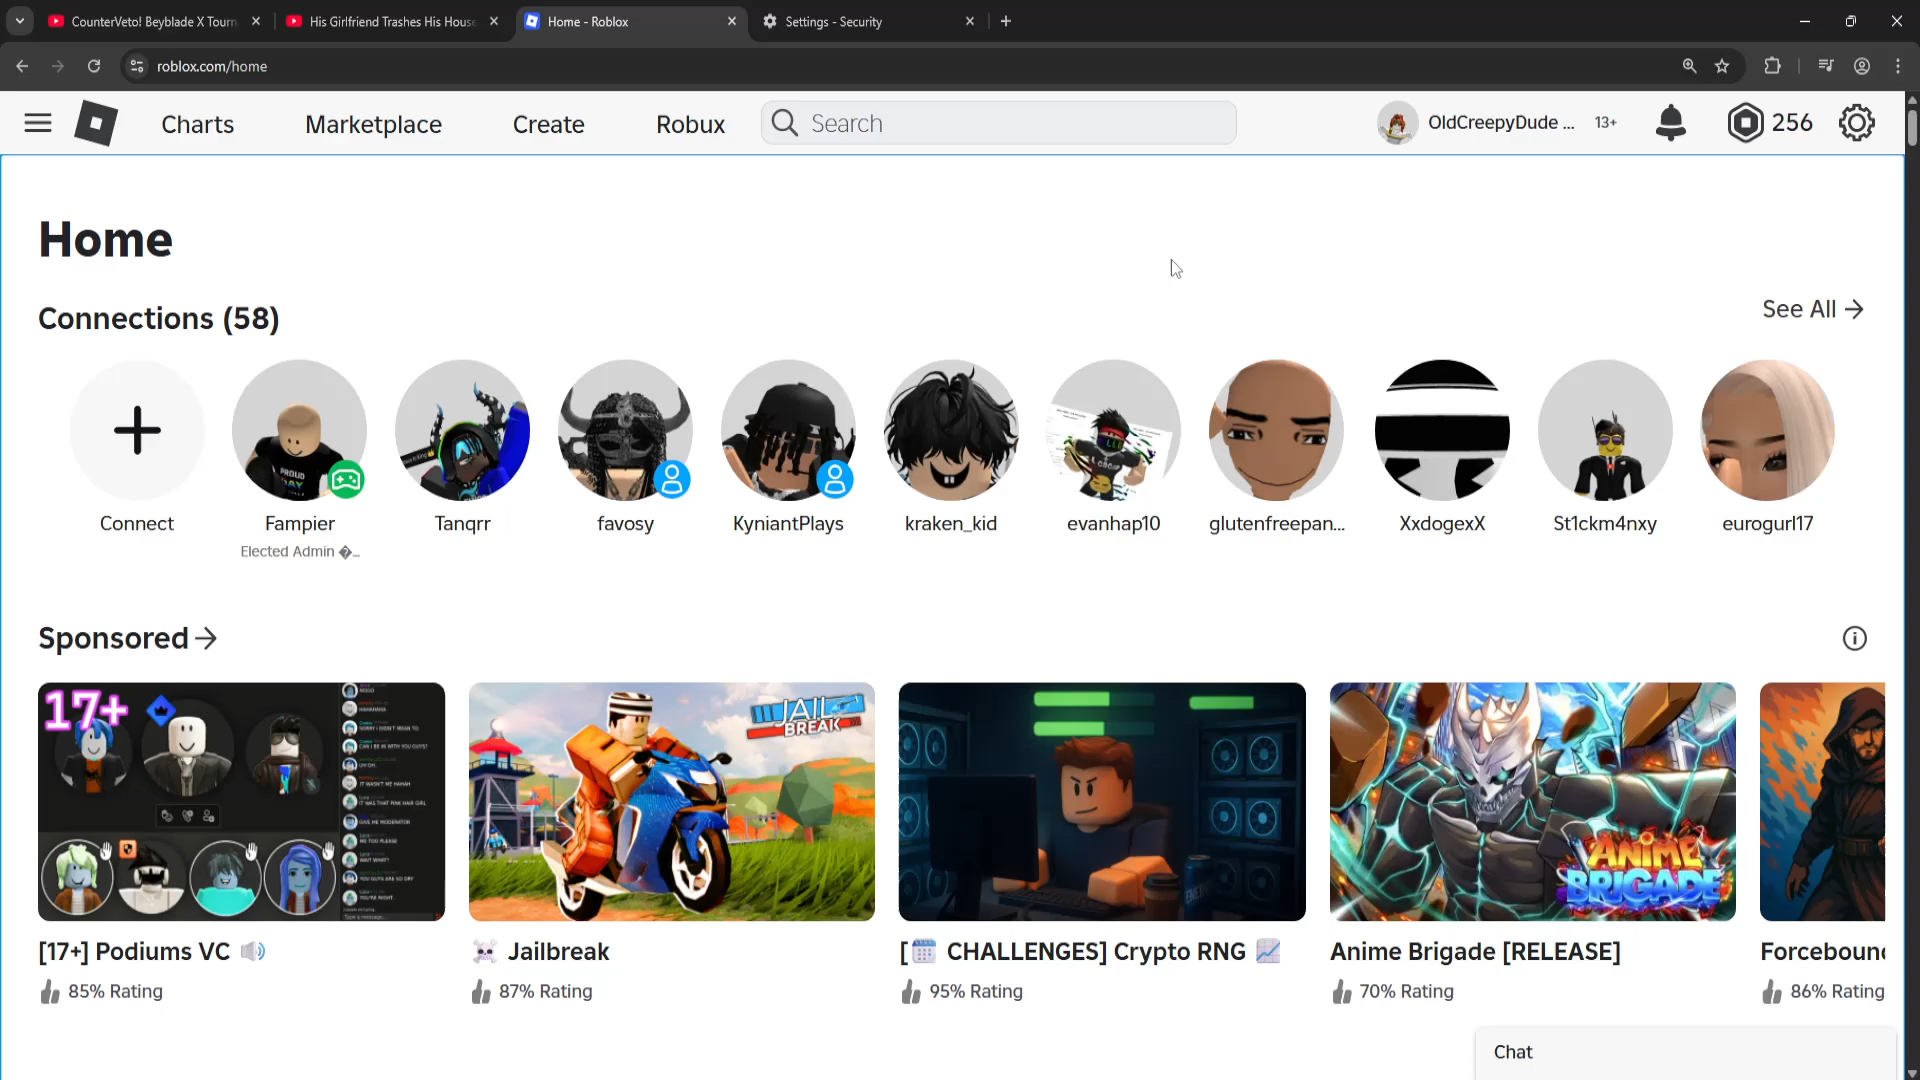 CounterVeto! Beyblade X Tourn
His Girlfriend Trashes His House
Home - Roblox
Settings - Security
roblox.com/home
Charts
Marketplace
Create
Robux
Search
OldCreepyDude ...
13+
256
Home
Connections (58)
See All
Connect
Fampier
Tanqrr
favosy
KyniantPlays
kraken_kid
evanhap10
glutenfreepan...
XxdogexX
St1ckm4nxy
eurogurl17
Elected Admin �...
Sponsored
17+
JAIL
BREAK
ANIME
BRIGADE
[17+] Podiums VC 🔊
☠️ Jailbreak
[🗓️ CHALLENGES] Crypto RNG 📈
Anime Brigade [RELEASE]
Forcebound
85% Rating
87% Rating
95% Rating
70% Rating
86% Rating
Chat